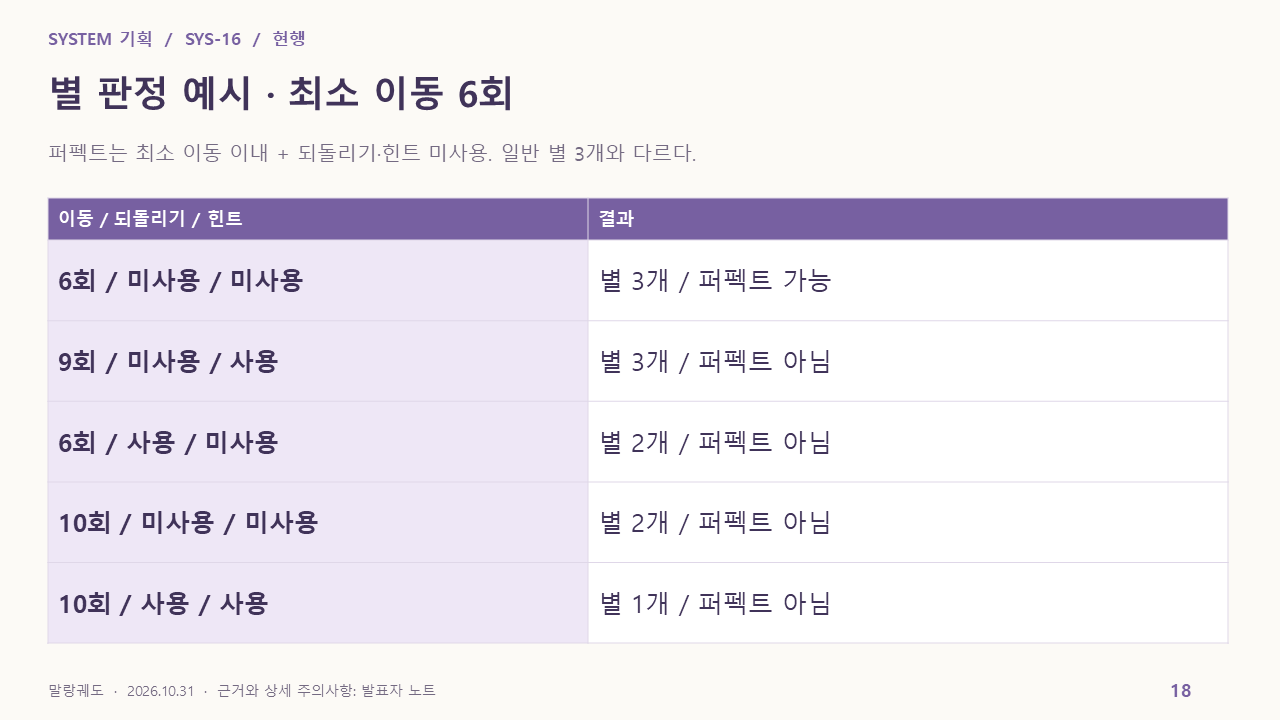 SYSTEM 기획 / SYS-16 / 현행
별 판정 예시 · 최소 이동 6회
퍼펙트는 최소 이동 이내 + 되돌리기·힌트 미사용. 일반 별 3개와 다르다.
이동 / 되돌리기 / 힌트 결과
6회 / 미사용 / 미사용 별 3개 / 퍼펙트 가능
9회 / 미사용 / 사용 별 3개 / 퍼펙트 아님
6회 / 사용 / 미사용 별 2개 / 퍼펙트 아님
10회 / 미사용 / 미사용 별 2개 / 퍼펙트 아님
10회 / 사용 / 사용 별 1개 / 퍼펙트 아님
말랑궤도 · 2026.10.31 · 근거와 상세 주의사항: 발표자 노트 18